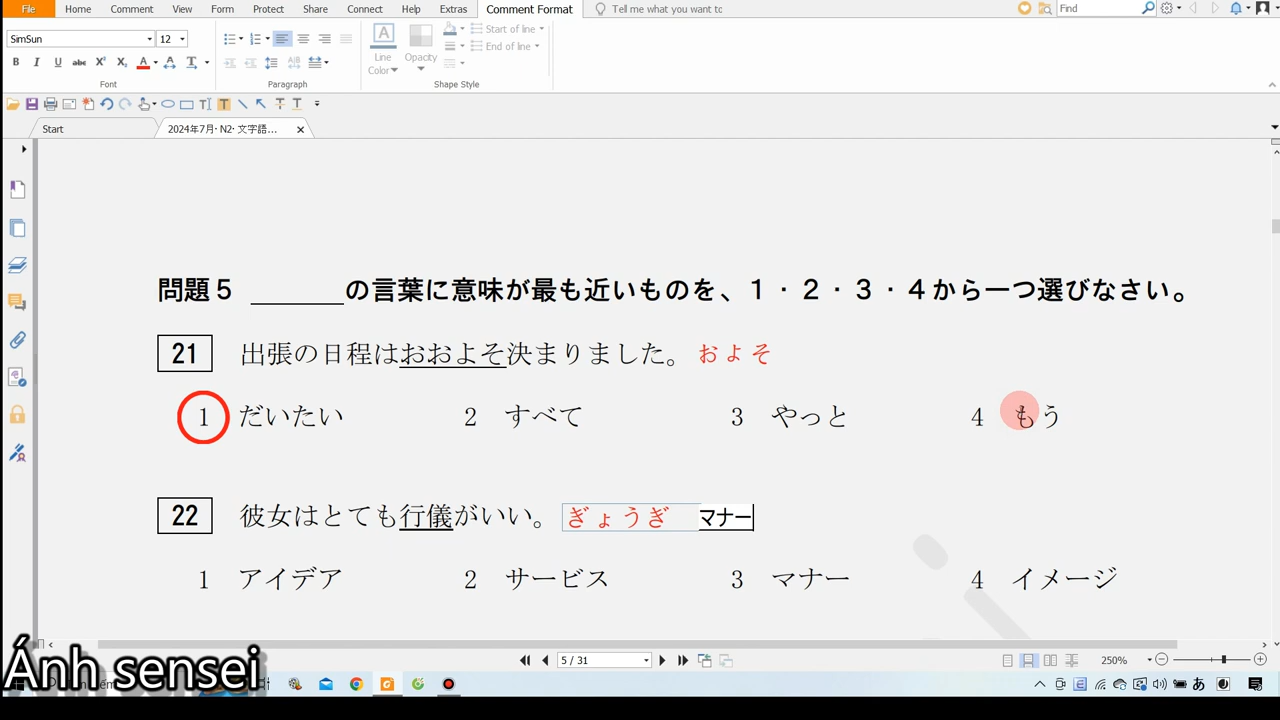 File Home Comment View Form Protect Share Connect Help Extras Comment Format Tell me what you want tc Find
SimSun 12 Start of line
B I U abc X² X₂ A A T Line Color Opacity End of line
Font Paragraph Shape Style
Start 2024年7月· N2· 文字語...
問題５ ＿＿＿の言葉に意味が最も近いものを、１・２・３・４から一つ選びなさい。
21 出張の日程はおおよそ決まりました。 およそ
1 だいたい 2 すべて 3 やっと 4 もう
22 彼女はとても行儀がいい。 ぎょうぎ マナー
1 アイデア 2 サービス 3 マナー 4 イメージ
5 / 31 250%
Ánh sensei
あ